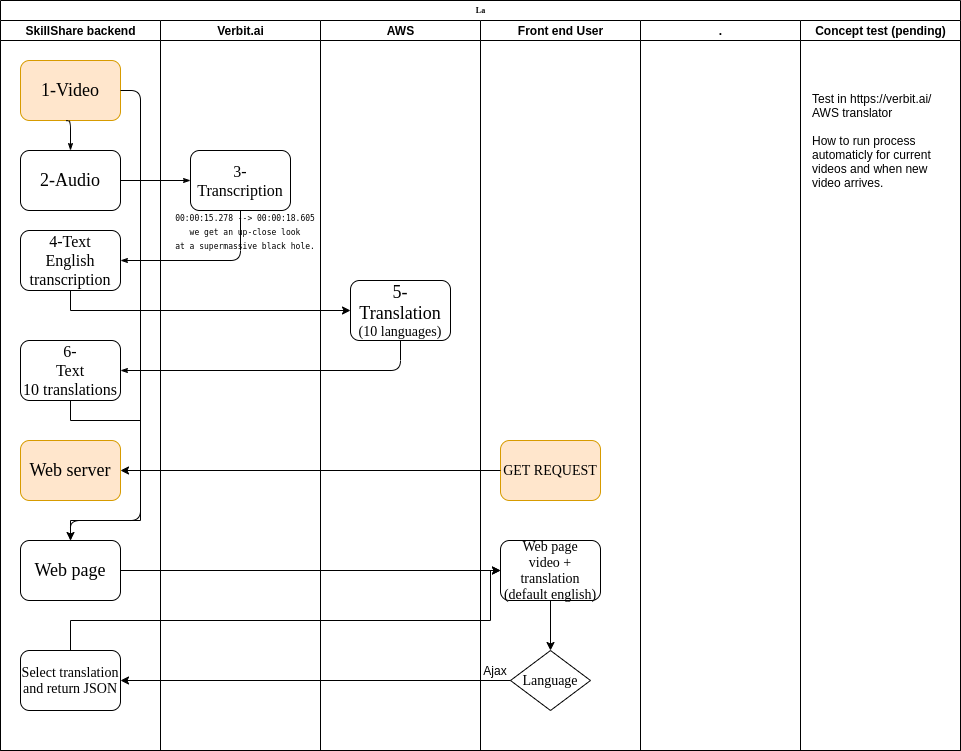 La
SkillShare backend
Verbit.ai
AWS
Front end User
.
Concept test (pending)
1-Video
Test in https://verbit.ai/
AWS translator
How to run process
automaticly for current
videos and when new
video arrives.
2-Audio
3-
Transcription
00:00:15.278 --> 00:00:18.605
we get an up-close look
at a supermassive black hole.
4-Text
English
transcription
5-
Translation
(10 languages)
6-
Text
10 translations
Web server
GET REQUEST
Web page
Web page
video +
translation
(default english)
Select translation
and return JSON
Ajax
Language